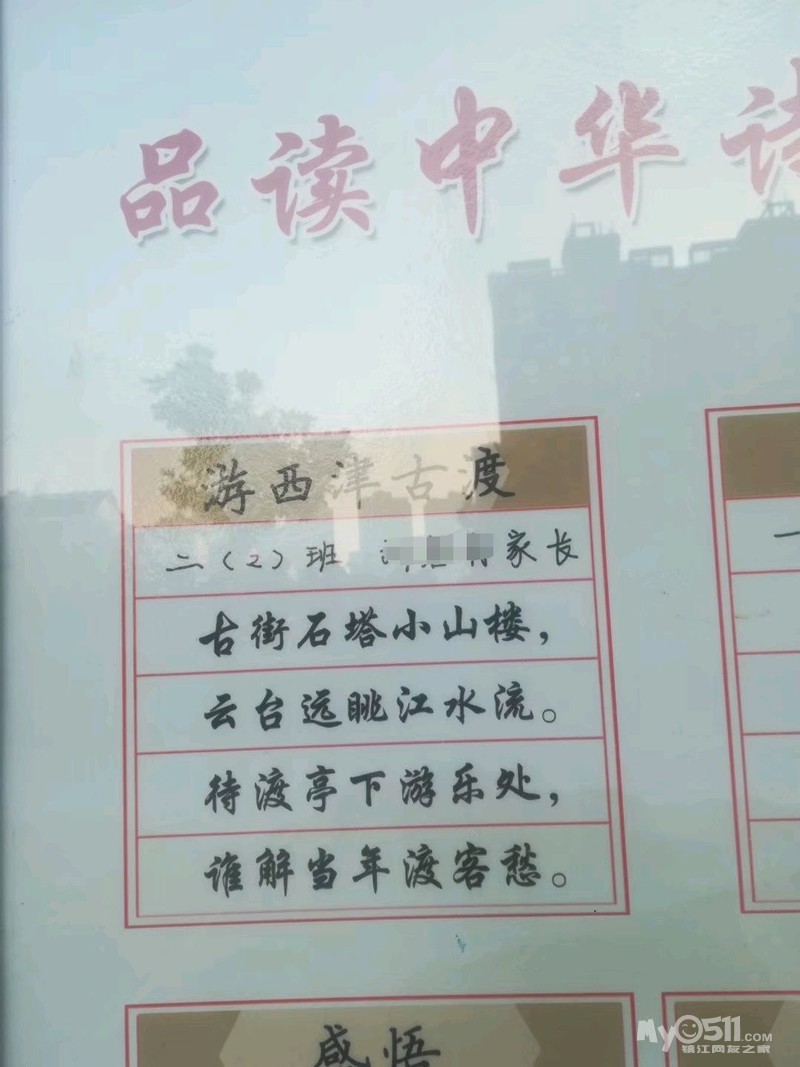 品读中华
游西津古渡
二（2）班 家长
古街石塔小山楼，
云台远眺江水流。
待渡亭下游乐处，
谁解当年渡客愁。
感悟
My0511.COM
镇江网友之家